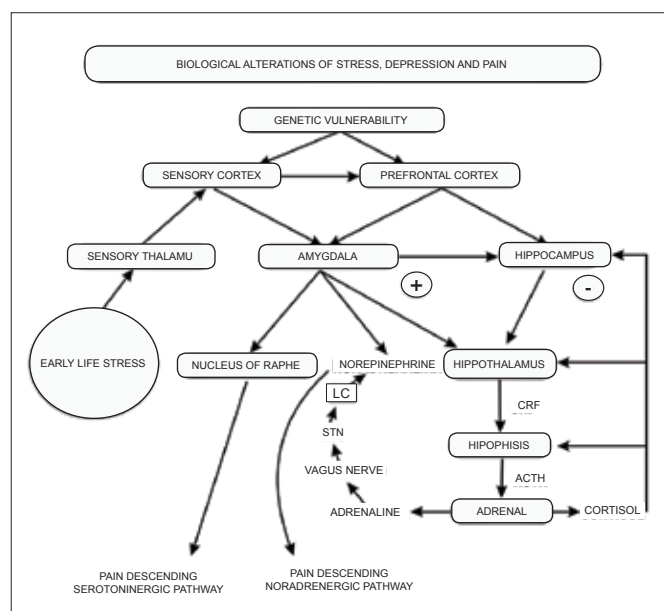 BIOLOGICAL ALTERATIONS OF STRESS, DEPRESSION AND PAIN
GENETIC VULNERABILITY
SENSORY CORTEX
PREFRONTAL CORTEX
SENSORY THALAMU
AMYGDALA
HIPPOCAMPUS
+
-
EARLY LIFE STRESS
NUCLEUS OF RAPHE
NOREPINEPHRINE
HIPPOTHALAMUS
LC
CRF
STN
HIPOPHISIS
VAGUS NERVE
ACTH
ADRENALINE
ADRENAL
CORTISOL
PAIN DESCENDING
SEROTONINERGIC PATHWAY
PAIN DESCENDING
NORADRENERGIC PATHWAY